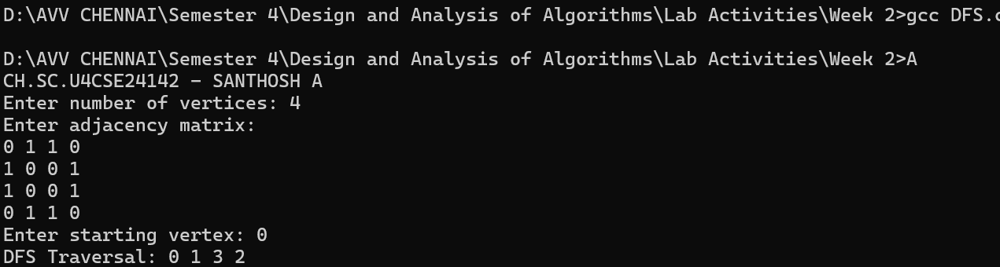 D:\AVV CHENNAI\Semester 4\Design and Analysis of Algorithms\Lab Activities\Week 2>gcc DFS.c
D:\AVV CHENNAI\Semester 4\Design and Analysis of Algorithms\Lab Activities\Week 2>A
CH.SC.U4CSE24142 - SANTHOSH A
Enter number of vertices: 4
Enter adjacency matrix:
0 1 1 0
1 0 0 1
1 0 0 1
0 1 1 0
Enter starting vertex: 0
DFS Traversal: 0 1 3 2